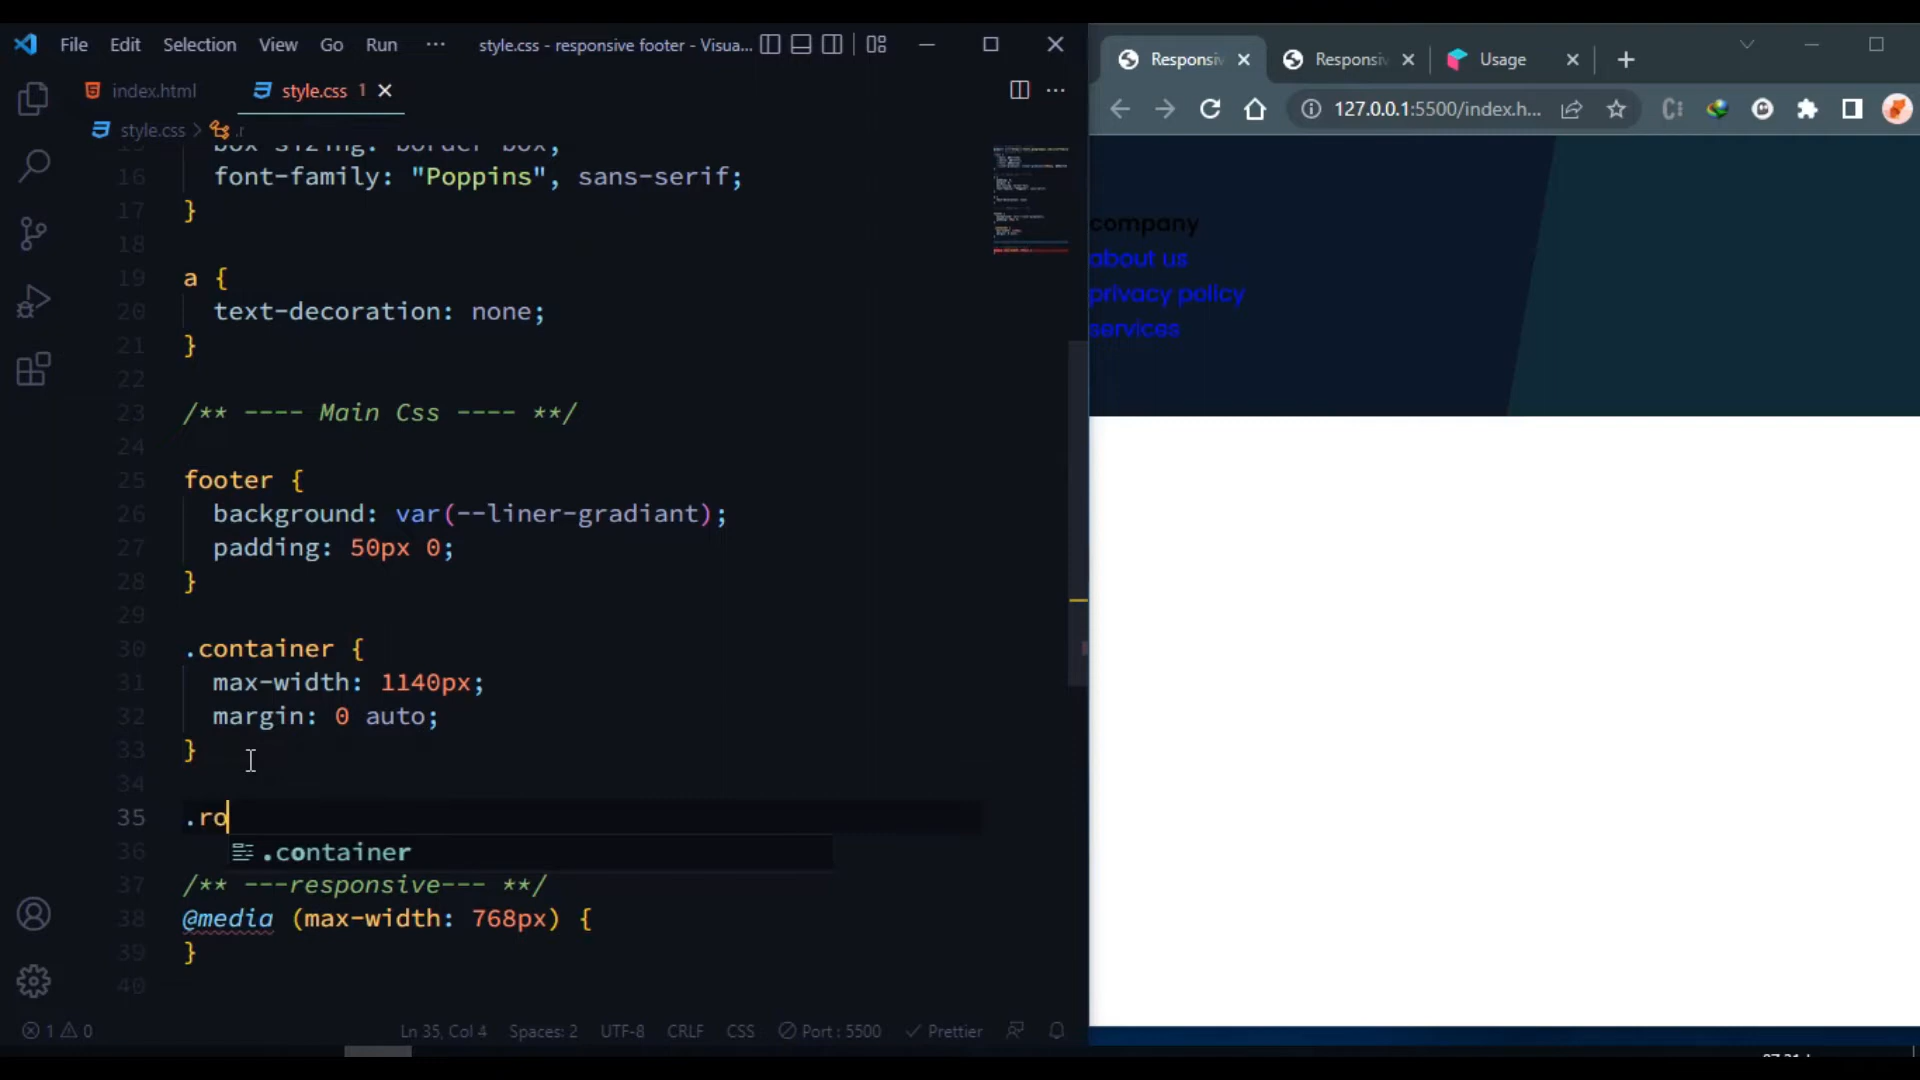 File Edit Selection View Go Run ··· style.css - responsive footer - Visua...
index.html style.css 1
style.css > .r
16 font-family: "Poppins", sans-serif;
17 }
18
19 a {
20 text-decoration: none;
21 }
22
23 /** ---- Main Css ---- **/
24
25 footer {
26 background: var(--liner-gradiant);
27 padding: 50px 0;
28 }
29
30 .container {
31 max-width: 1140px;
32 margin: 0 auto;
33 }
34
35 .ro
36 .container
37 /** ---responsive--- **/
38 @media (max-width: 768px) {
39 }
40
1 0 Ln 35, Col 4 Spaces: 2 UTF-8 CRLF CSS Port : 5500 Prettier
Responsiv Responsiv Usage
127.0.0.1:5500/index.h...
company
about us
privacy policy
services